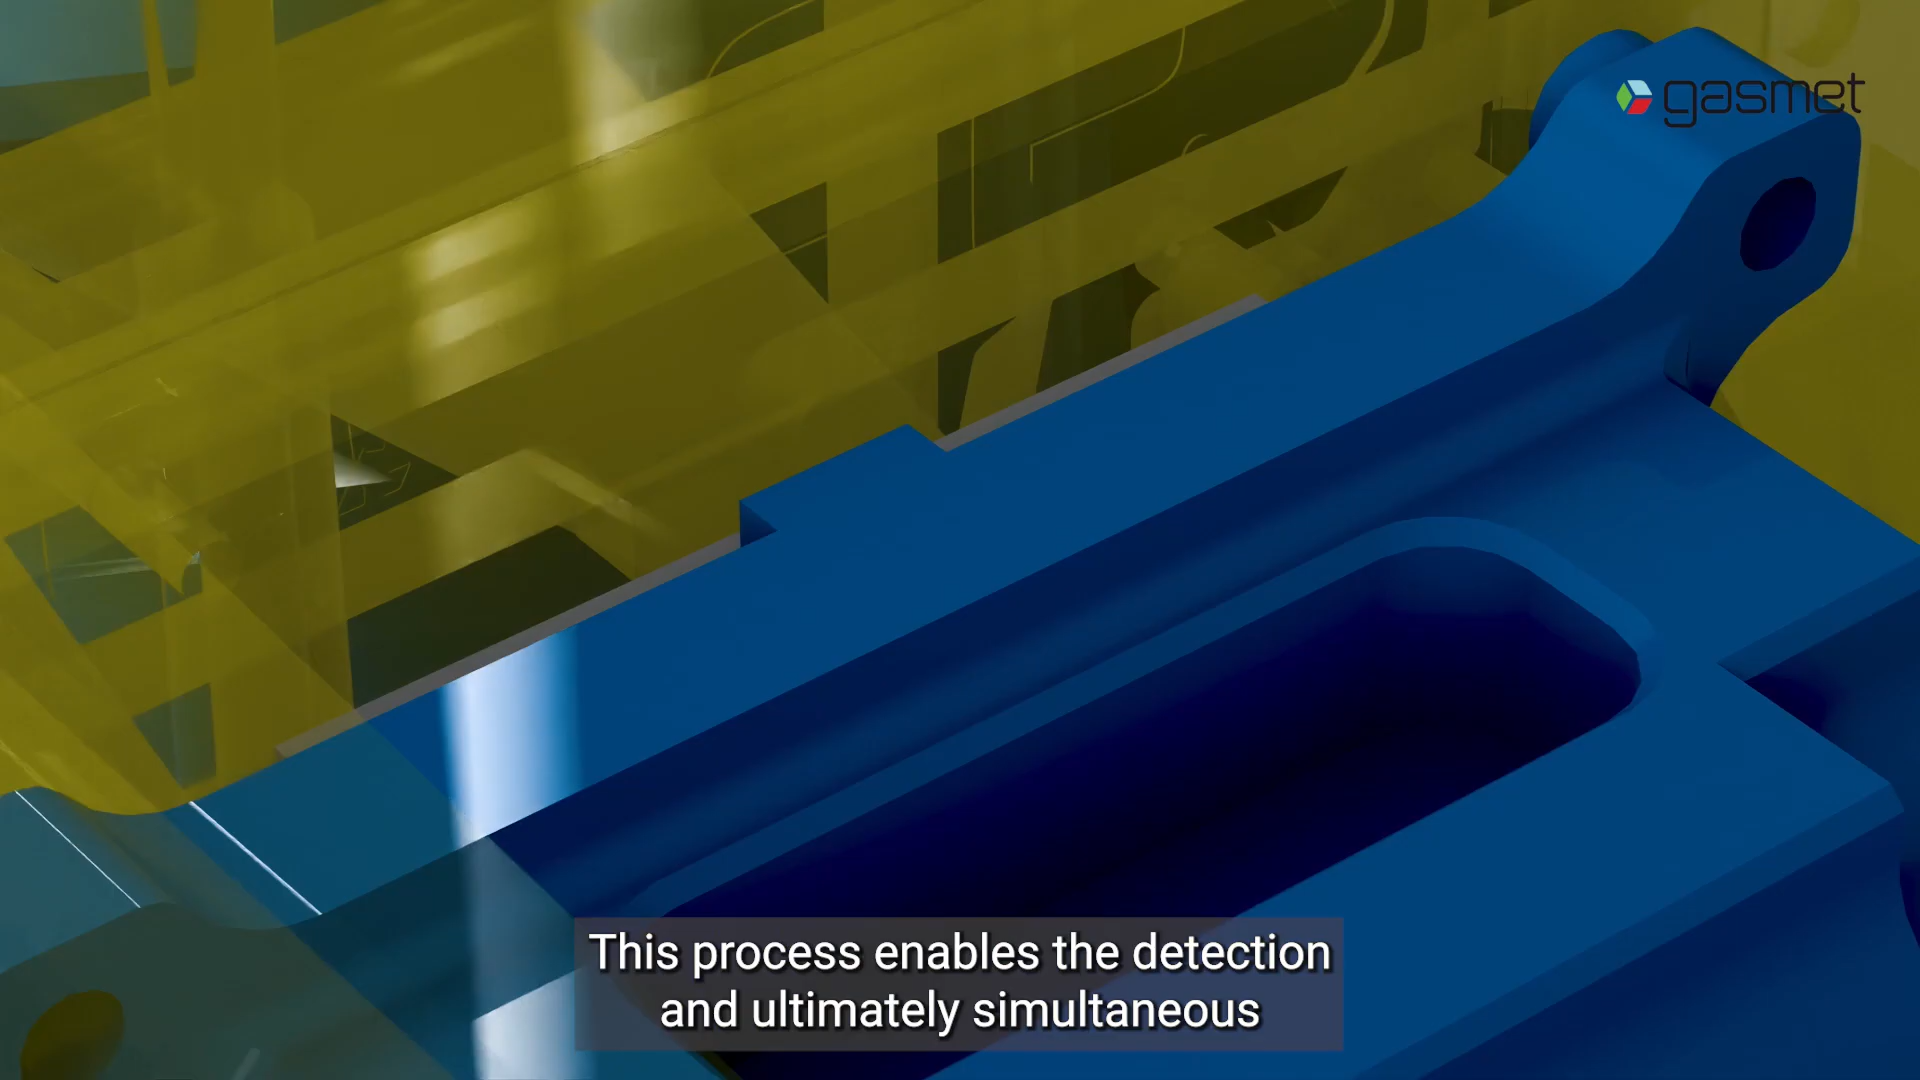 gasmet
This process enables the detection
and ultimately simultaneous